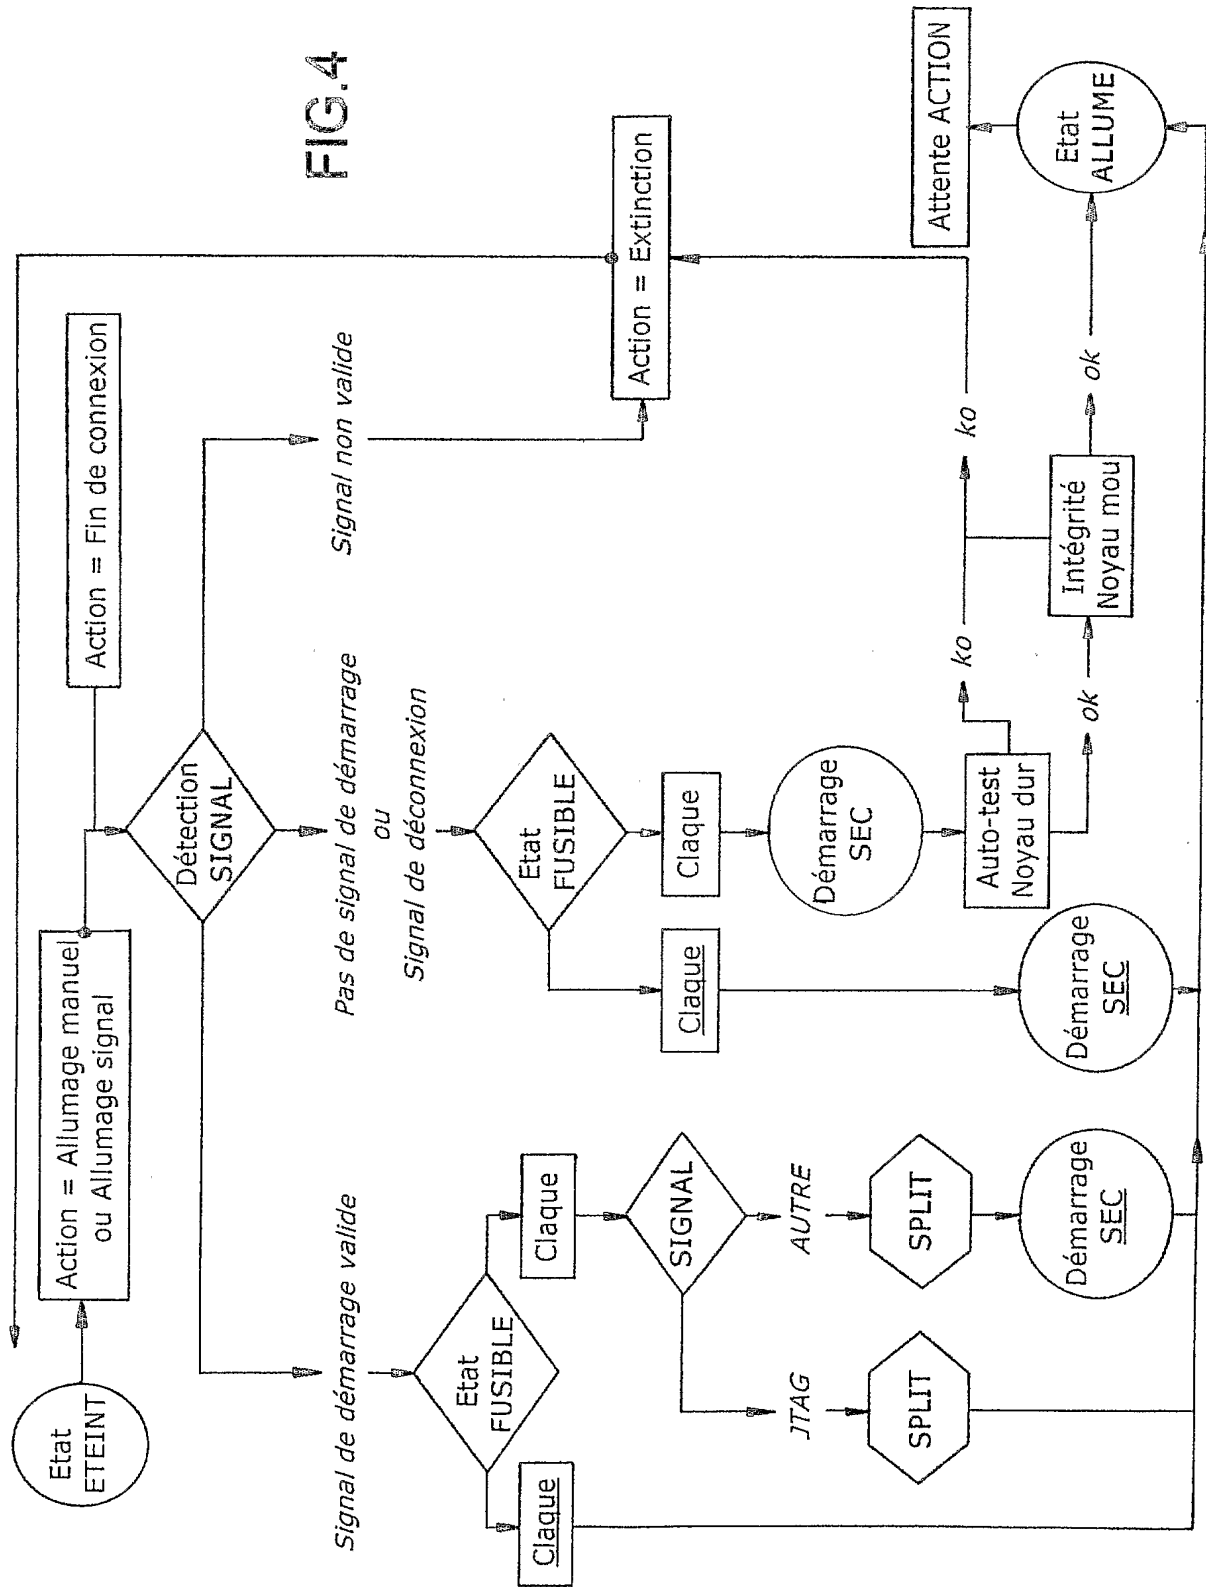 FIG.4
Etat
ETEINT
Action = Allumage manuel
ou Allumage signal
Action = Fin de connexion
Détection
SIGNAL
Signal de démarrage valide
Pas de signal de démarrage
ou
Signal de déconnexion
Signal non valide
Etat
FUSIBLE
Etat
FUSIBLE
Claque
Claque
Claque
Claque
SIGNAL
JTAG
AUTRE
SPLIT
SPLIT
Démarrage
SEC
Démarrage
SEC
Démarrage
SEC
Auto-test
Noyau dur
ko
ok
Intégrité
Noyau mou
ko
ok
Action = Extinction
Etat
ALLUME
Attente ACTION